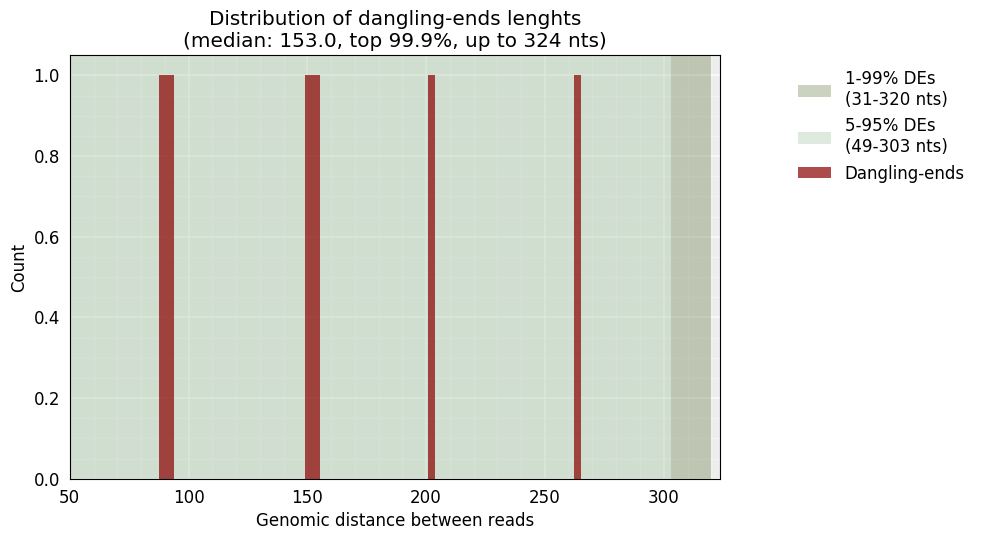 Distribution of dangling-ends lenghts
(median: 153.0, top 99.9%, up to 324 nts)
1.0
0.8
0.6
0.4
0.2
0.0
Count
50
100
150
200
250
300
Genomic distance between reads
1-99% DEs
(31-320 nts)
5-95% DEs
(49-303 nts)
Dangling-ends